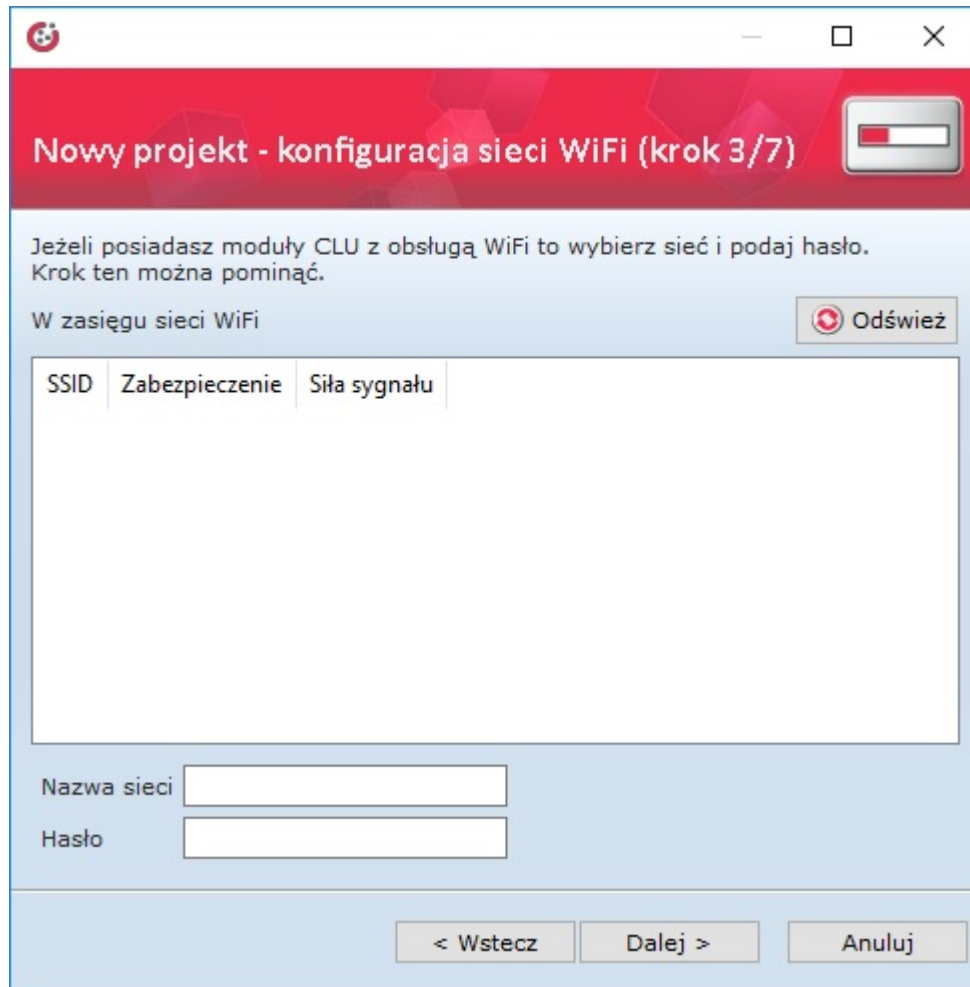 Nowy projekt - konfiguracja sieci WiFi (krok 3/7)
Jeżeli posiadasz moduły CLU z obsługą WiFi to wybierz sieć i podaj hasło.
Krok ten można pominąć.
W zasięgu sieci WiFi
Odśwież
SSID Zabezpieczenie Siła sygnału
Nazwa sieci
Hasło
< Wstecz Dalej > Anuluj